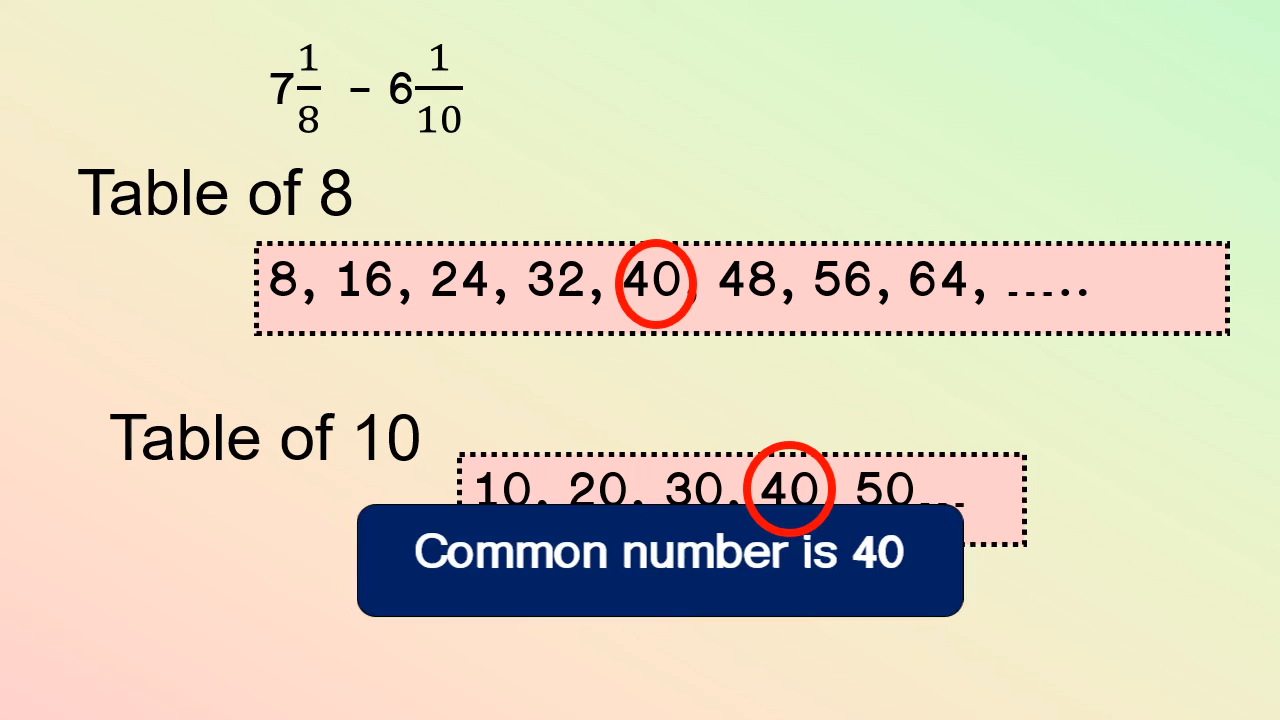 7 1/8 - 6 1/10
Table of 8
8, 16, 24, 32, 40, 48, 56, 64, ---..
Table of 10
10, 20, 30, 40, 50---
Common number is 40